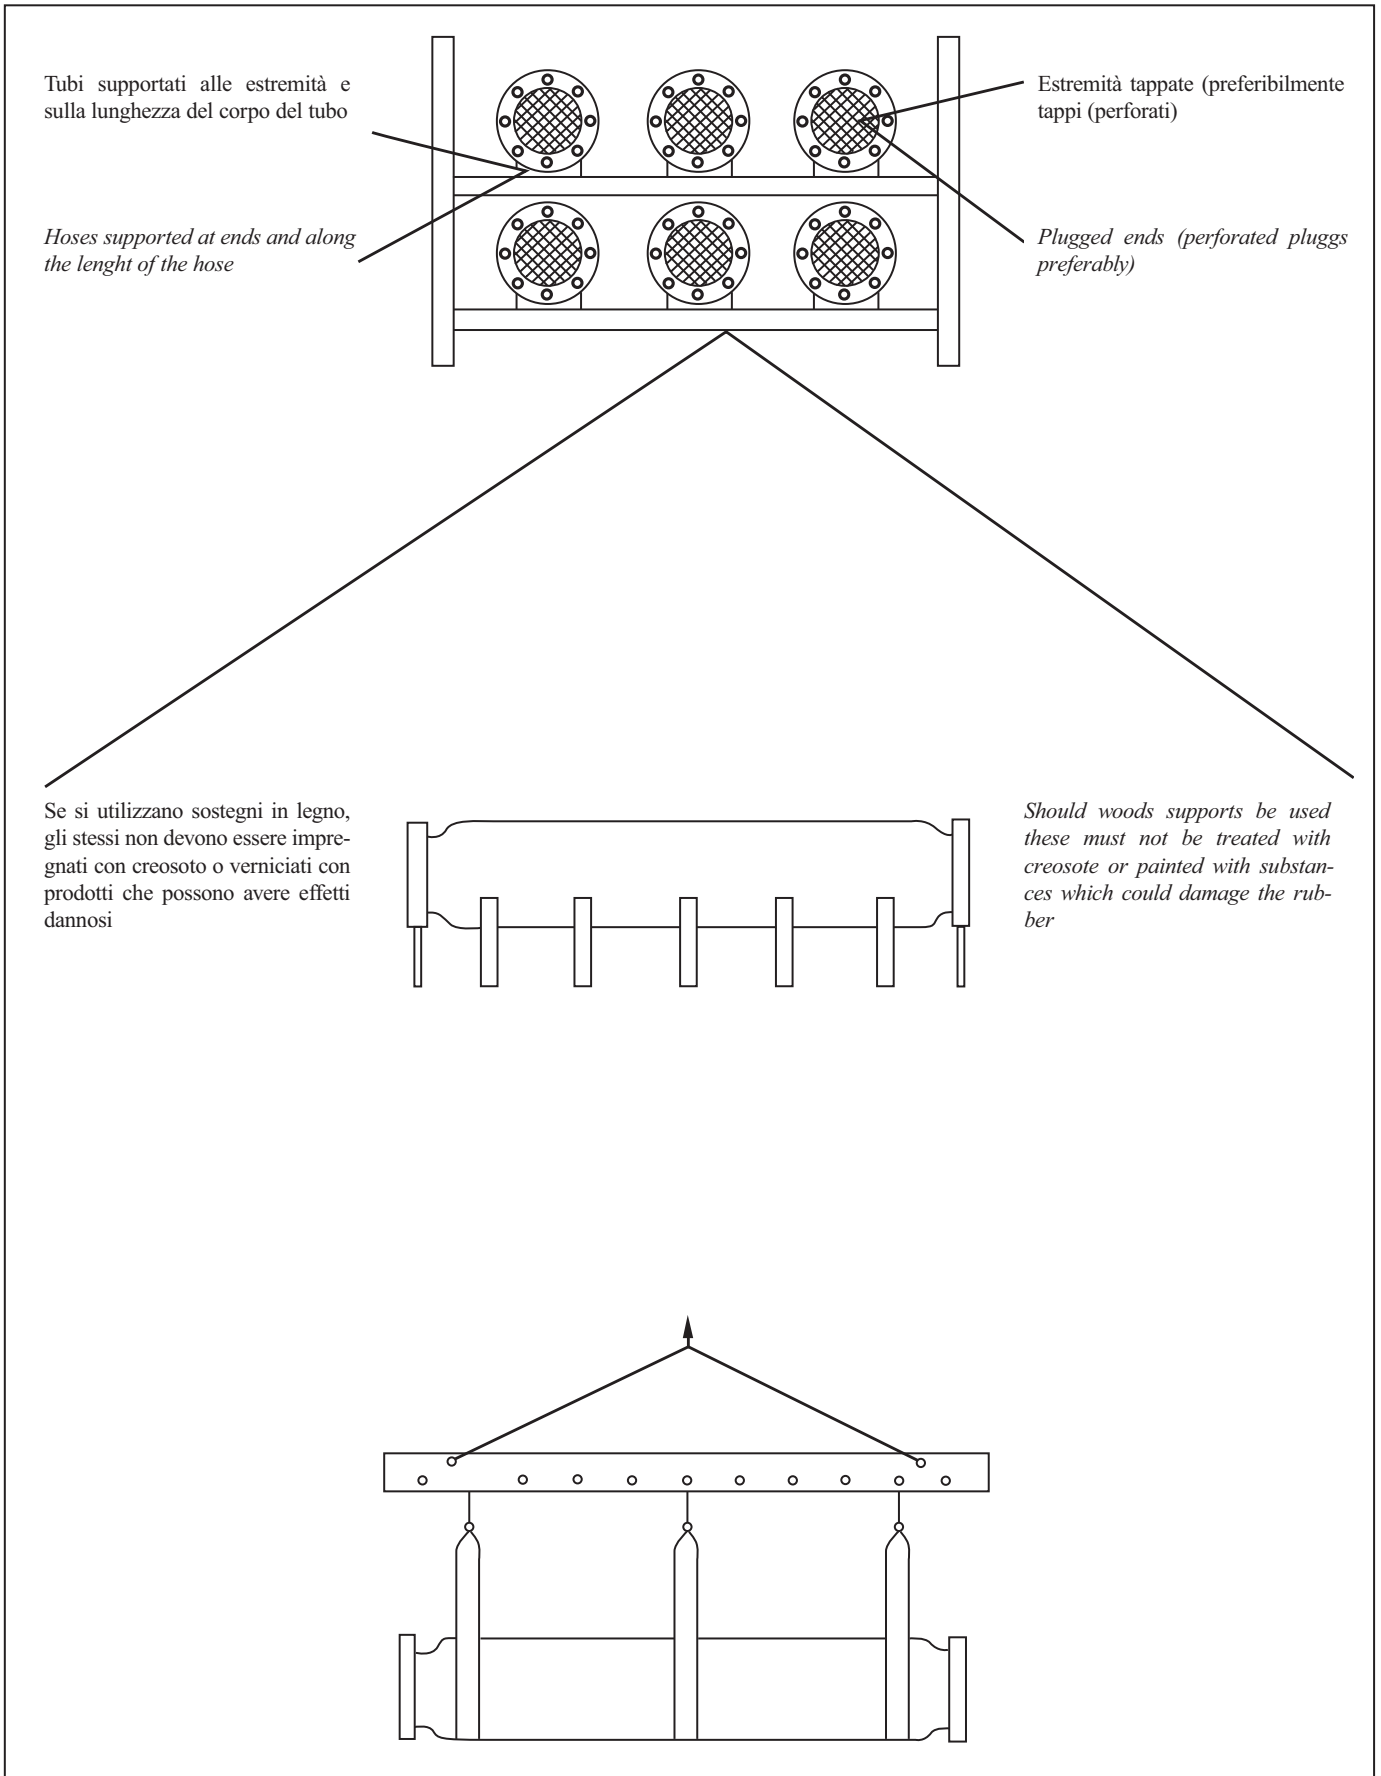 Tubi supportati alle estremità e
sulla lunghezza del corpo del tubo
Hoses supported at ends and along
the lenght of the hose
Estremità tappate (preferibilmente
tappi (perforati)
Plugged ends (perforated pluggs
preferably)
Se si utilizzano sostegni in legno,
gli stessi non devono essere impre-
gnati con creosoto o verniciati con
prodotti che possono avere effetti
dannosi
Should woods supports be used
these must not be treated with
creosote or painted with substan-
ces which could damage the rub-
ber